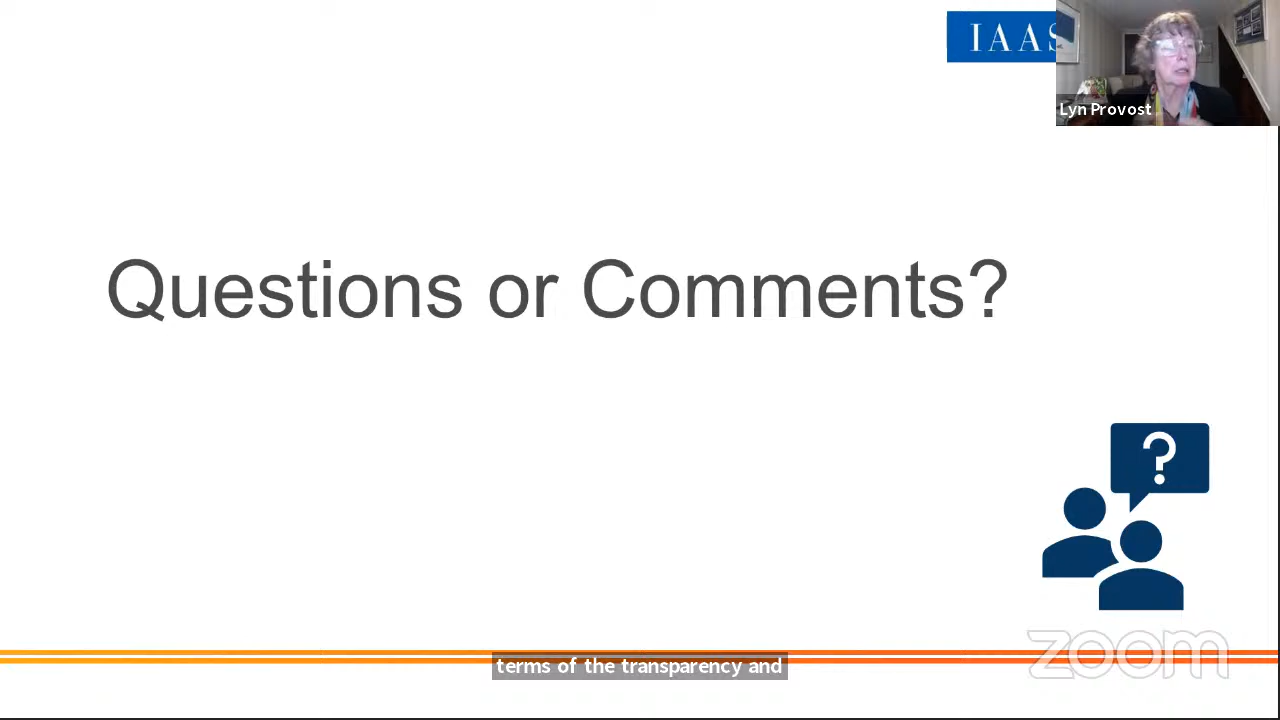 IAAS
Lyn Provost
Questions or Comments?
?
zoom
terms of the transparency and